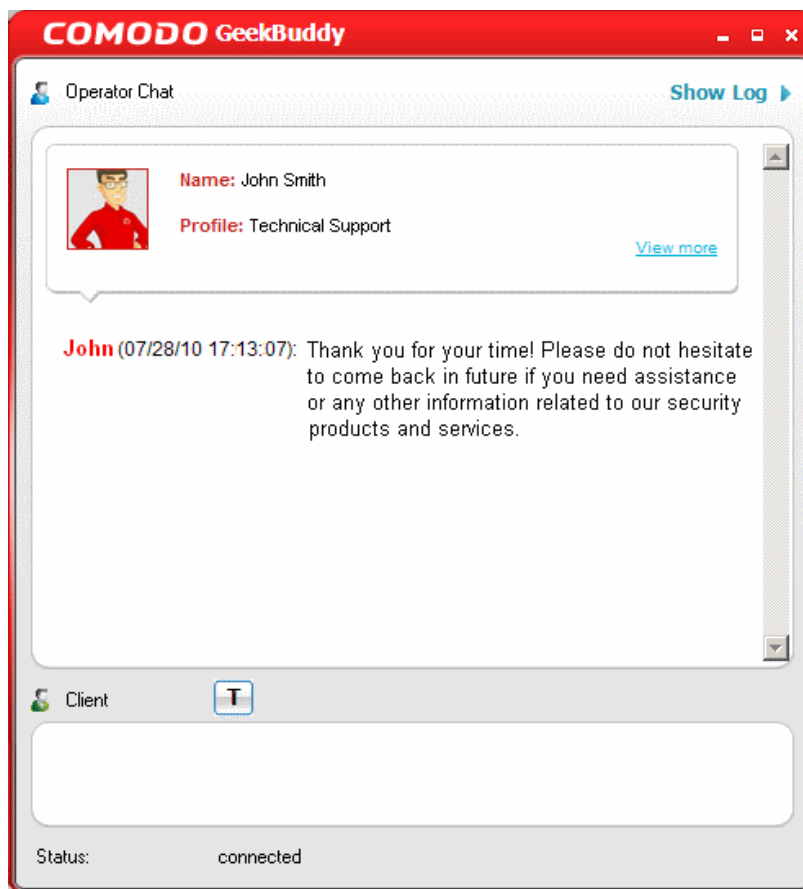 COMODO GeekBuddy
Operator Chat
Show Log
Name: John Smith
Profile: Technical Support
View more
John (07/28/10 17:13:07): Thank you for your time! Please do not hesitate
to come back in future if you need assistance
or any other information related to our security
products and services.
Client
T
Status: connected